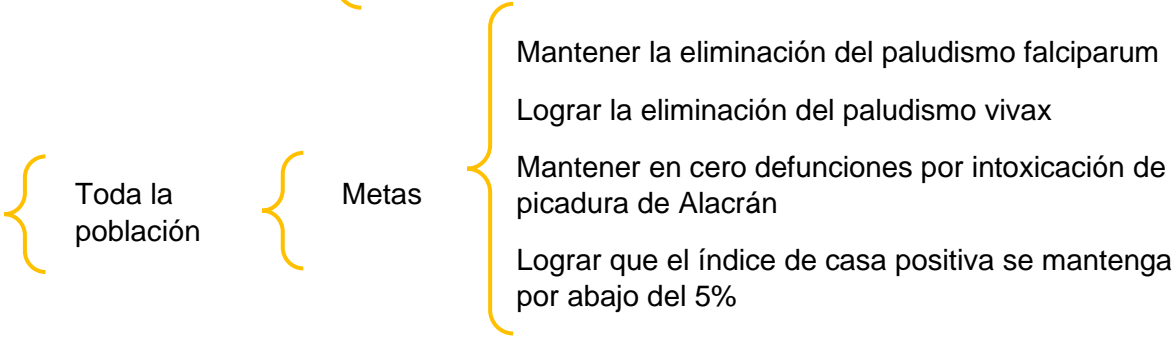 Toda la
población
Metas
Mantener la eliminación del paludismo falciparum
Lograr la eliminación del paludismo vivax
Mantener en cero defunciones por intoxicación de
picadura de Alacrán
Lograr que el índice de casa positiva se mantenga
por abajo del 5%